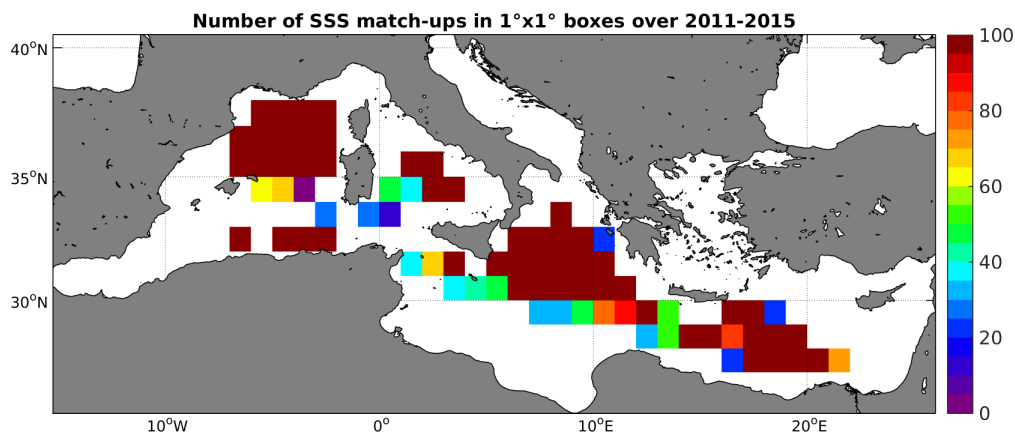 Number of SSS match-ups in 1°x1° boxes over 2011-2015
40°N
35°N
30°N
10°W
0°
10°E
20°E
100
80
60
40
20
0